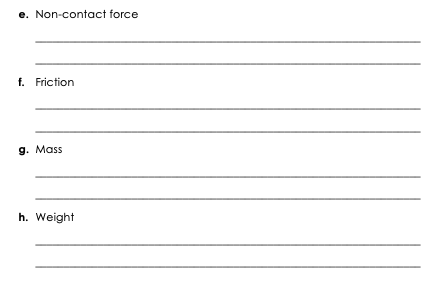 e. Non-contact force
f. Friction
g. Mass
h. Weight